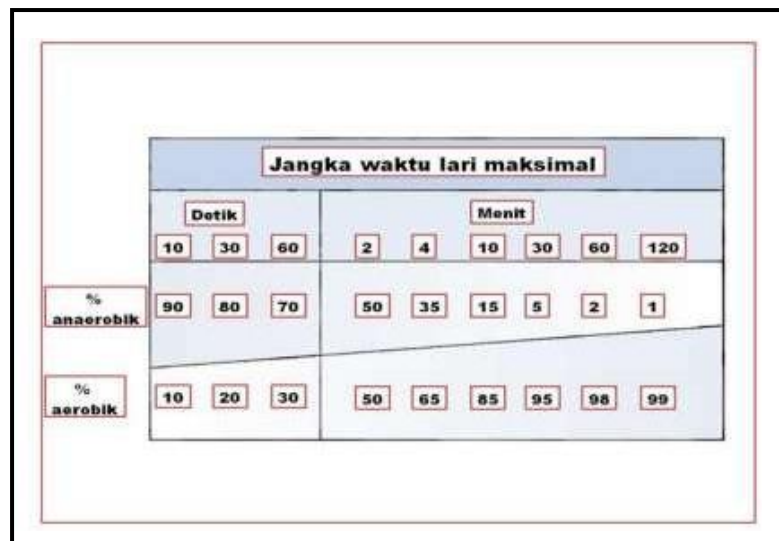 Jangka waktu lari maksimal
Detik Menit
10 30 60 2 4 10 30 60 120
% anaerobik 90 80 70 50 35 15 5 2 1
% aerobik 10 20 30 50 65 85 95 98 99